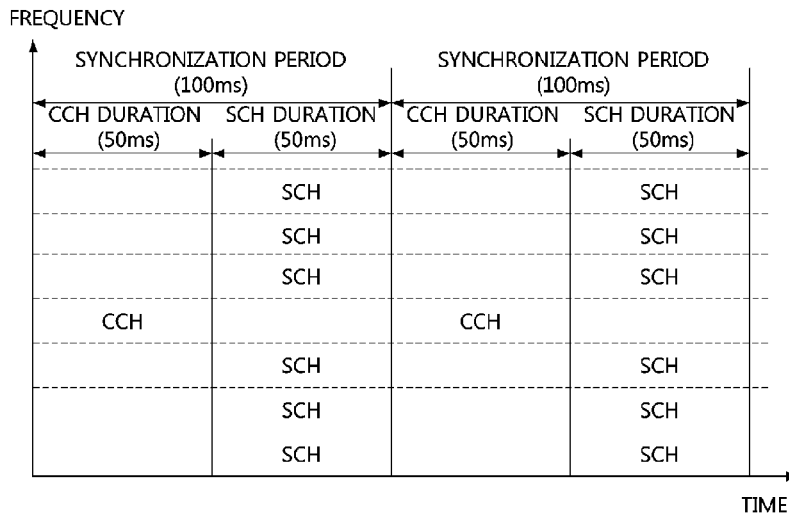 FREQUENCY
SYNCHRONIZATION PERIOD
(100ms)
SYNCHRONIZATION PERIOD
(100ms)
CCH DURATION
(50ms)
SCH DURATION
(50ms)
CCH DURATION
(50ms)
SCH DURATION
(50ms)
SCH SCH
SCH SCH
SCH SCH
CCH CCH
SCH SCH
SCH SCH
SCH SCH
TIME